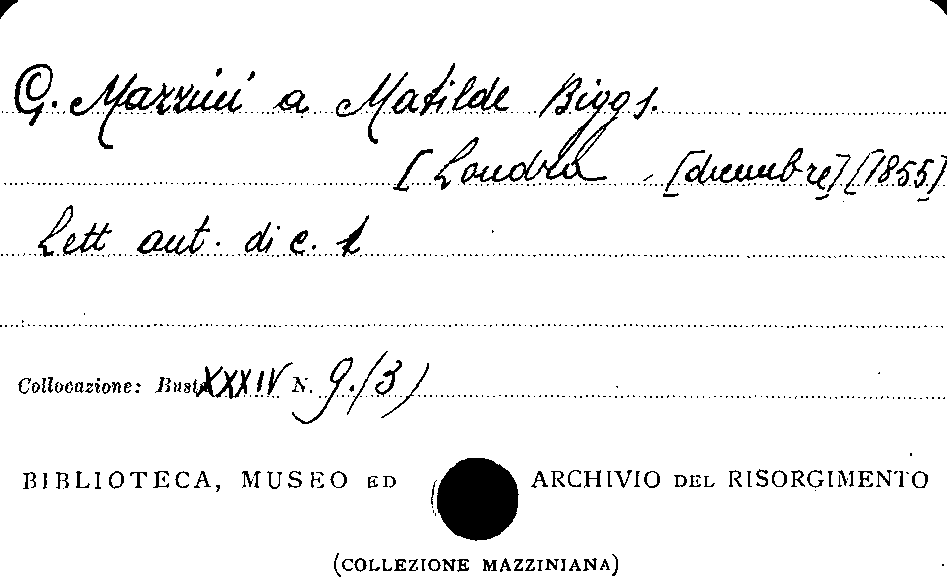 G. Mazzini a Matilde Biggs.
[Londra, [dicembre] [1855]
Lett aut. di c. 1
Collocazione: Busta XXXIV N. 9.(3)
BIBLIOTECA, MUSEO ED ARCHIVIO DEL RISORGIMENTO
(COLLEZIONE MAZZINIANA)